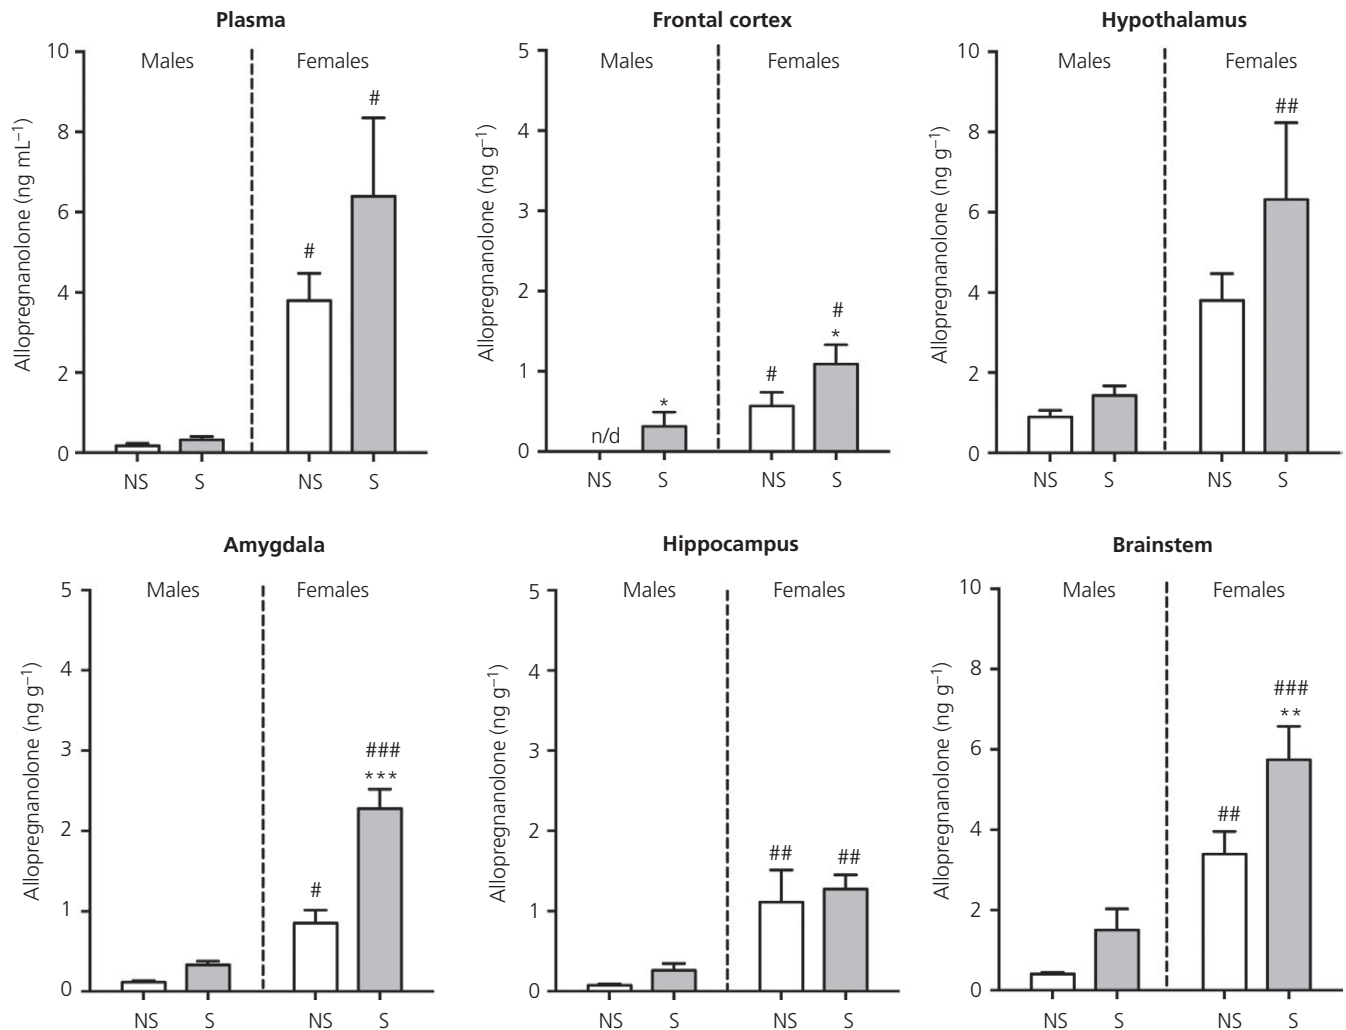 Plasma
Males Females
Allopregnanolone (ng mL⁻¹)
10
8
6
4
2
0
#
#
NS S NS S
Frontal cortex
Males Females
Allopregnanolone (ng g⁻¹)
5
4
3
2
1
0
n/d
*
#
#
*
NS S NS S
Hypothalamus
Males Females
Allopregnanolone (ng g⁻¹)
10
8
6
4
2
0
##
NS S NS S
Amygdala
Males Females
Allopregnanolone (ng g⁻¹)
5
4
3
2
1
0
#
###
***
NS S NS S
Hippocampus
Males Females
Allopregnanolone (ng g⁻¹)
5
4
3
2
1
0
##
##
NS S NS S
Brainstem
Males Females
Allopregnanolone (ng g⁻¹)
10
8
6
4
2
0
##
###
**
NS S NS S